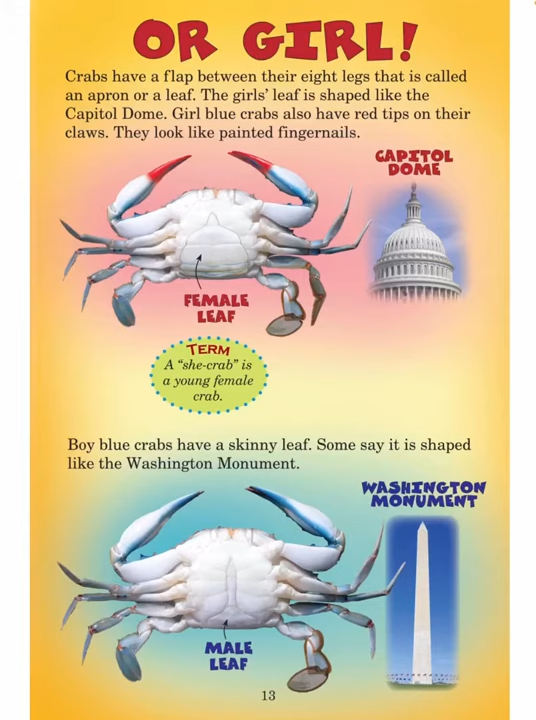 OR GIRL!
Crabs have a flap between their eight legs that is called
an apron or a leaf. The girls’ leaf is shaped like the
Capitol Dome. Girl blue crabs also have red tips on their
claws. They look like painted fingernails.
CAPITOL
DOME
FEMALE
LEAF
TERM
A “she-crab” is
a young female
crab.
Boy blue crabs have a skinny leaf. Some say it is shaped
like the Washington Monument.
WASHINGTON
MONUMENT
MALE
LEAF
13